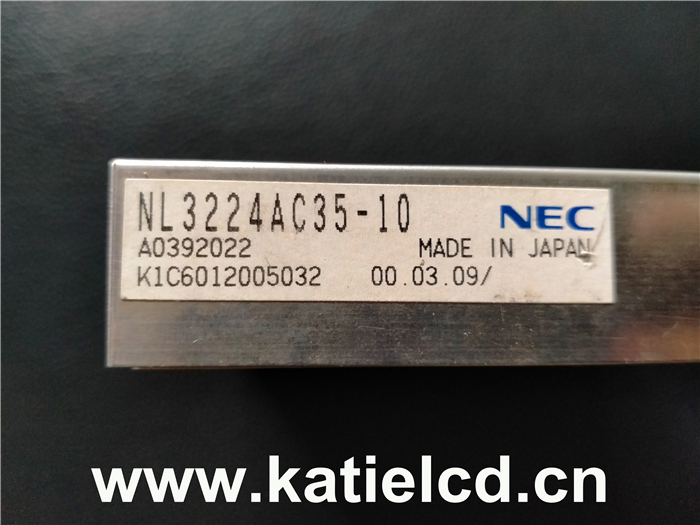 NL3224AC35-10 NEC
A0392022 MADE IN JAPAN
K1C6012005032 00.03.09/
www.katielcd.cn